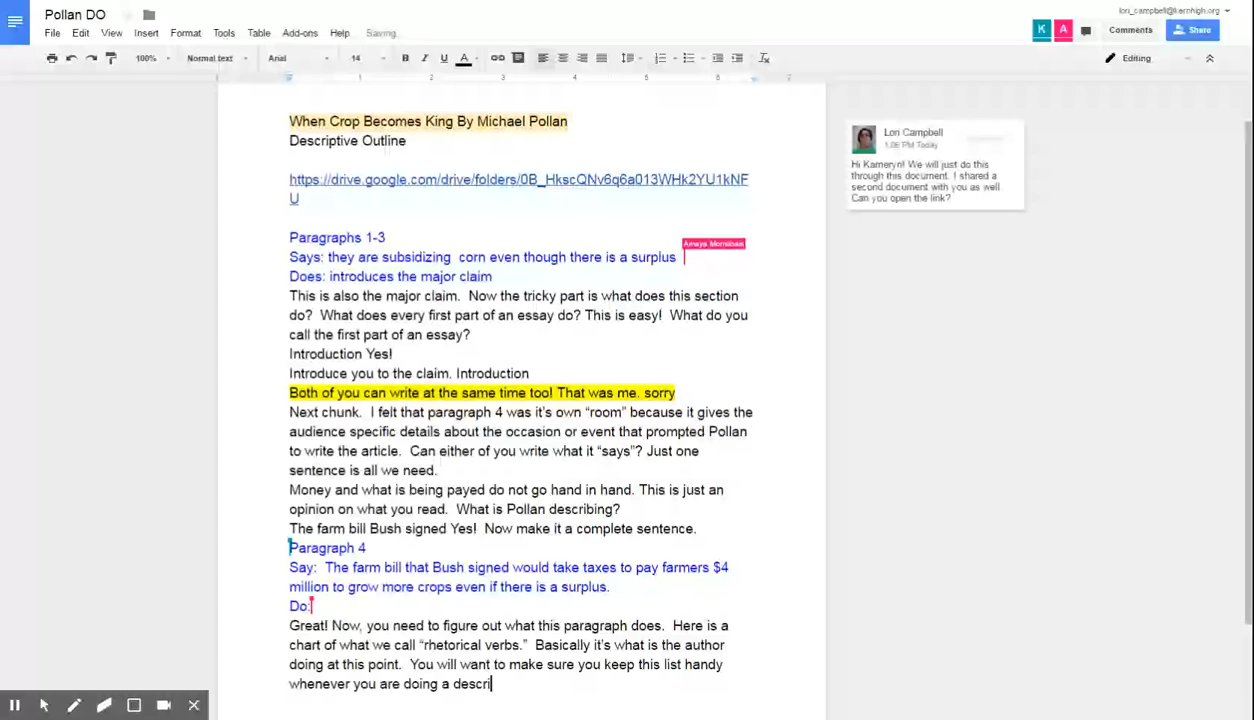 Pollan DO
lori_campbell@kernhigh.org
File Edit View Insert Format Tools Table Add-ons Help Saving...
K A Comments Share
100% Normal text Arial 14 B I U A Editing
1 2 3 4 5 6 7
When Crop Becomes King By Michael Pollan
Descriptive Outline
https://drive.google.com/drive/folders/0B_HkscQNv6q6a013WHk2YU1kNF
U
Paragraphs 1-3
Says: they are subsidizing corn even though there is a surplus
Does: introduces the major claim
This is also the major claim. Now the tricky part is what does this section
do? What does every first part of an essay do? This is easy! What do you
call the first part of an essay?
Introduction Yes!
Introduce you to the claim. Introduction
Both of you can write at the same time too! That was me. sorry
Next chunk. I felt that paragraph 4 was it's own “room” because it gives the
audience specific details about the occasion or event that prompted Pollan
to write the article. Can either of you write what it “says”? Just one
sentence is all we need.
Money and what is being payed do not go hand in hand. This is just an
opinion on what you read. What is Pollan describing?
The farm bill Bush signed Yes! Now make it a complete sentence.
Paragraph 4
Say: The farm bill that Bush signed would take taxes to pay farmers $4
million to grow more crops even if there is a surplus.
Do:
Great! Now, you need to figure out what this paragraph does. Here is a
chart of what we call “rhetorical verbs.” Basically it's what is the author
doing at this point. You will want to make sure you keep this list handy
whenever you are doing a descri
Lori Campbell
1:06 PM Today
Hi Kameryn! We will just do this
through this document. I shared a
second document with you as well
Can you open the link?